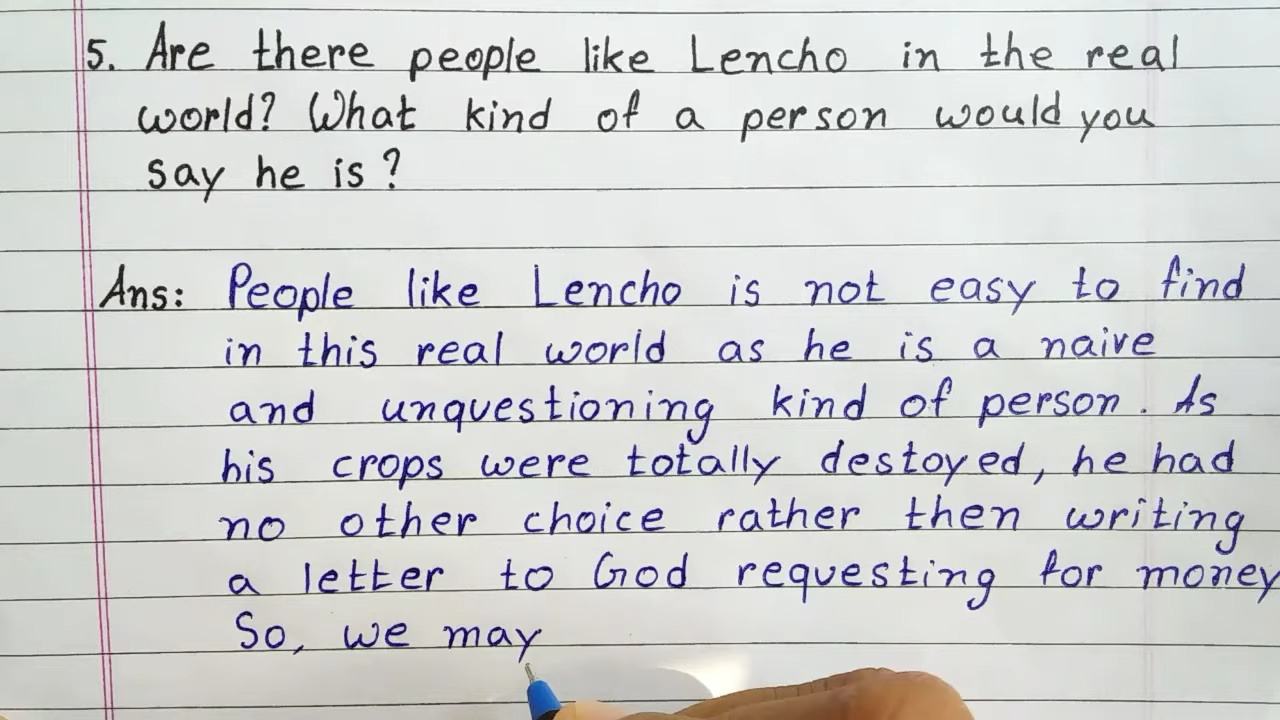 5. Are there people like Lencho in the real
world? What kind of a person would you
say he is?
Ans: People like Lencho is not easy to find
in this real world as he is a naive
and unquestioning kind of person. As
his crops were totally destoyed, he had
no other choice rather then writing
a letter to God requesting for money
So, we may